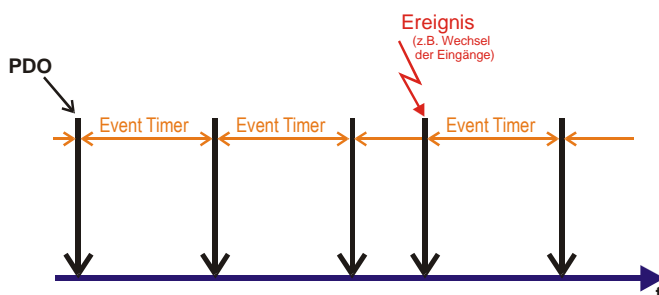 Ereignis
(z.B. Wechsel
der Eingänge)
PDO
Event Timer
Event Timer
Event Timer
t